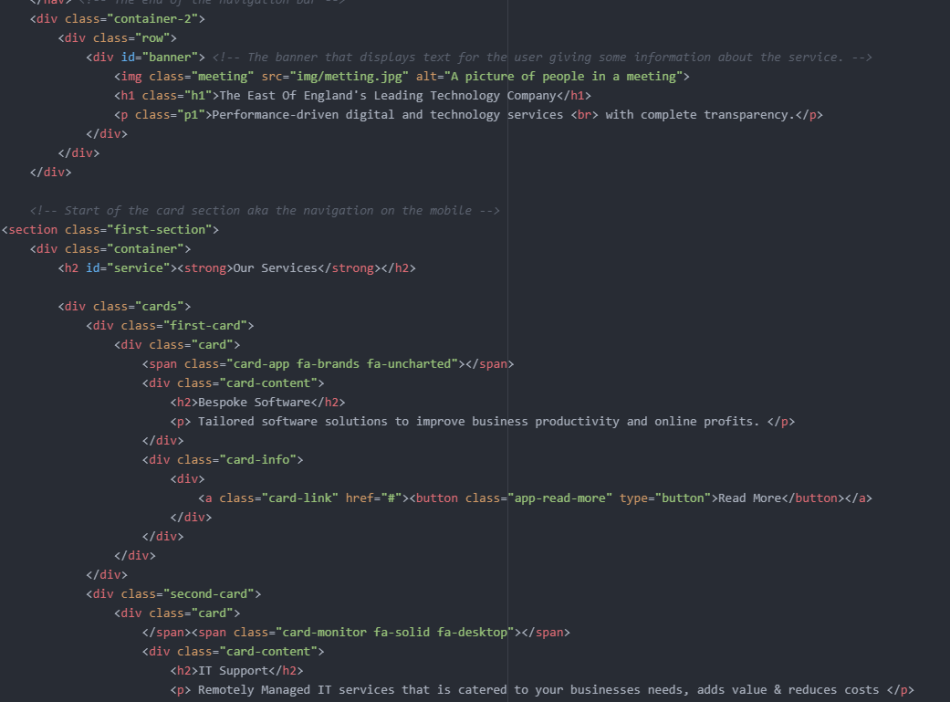 </nav> <!-- The end of the navigation bar -->
<div class="container-2">
<div class="row">
<div id="banner"> <!-- The banner that displays text for the user giving some information about the service. -->
<img class="meeting" src="img/metting.jpg" alt="A picture of people in a meeting">
<h1 class="h1">The East Of England's Leading Technology Company</h1>
<p class="p1">Performance-driven digital and technology services <br> with complete transparency.</p>
</div>
</div>
</div>
<!-- Start of the card section aka the navigation on the mobile -->
<section class="first-section">
<div class="container">
<h2 id="service"><strong>Our Services</strong></h2>
<div class="cards">
<div class="first-card">
<div class="card">
<span class="card-app fa-brands fa-uncharted"></span>
<div class="card-content">
<h2>Bespoke Software</h2>
<p> Tailored software solutions to improve business productivity and online profits. </p>
</div>
<div class="card-info">
<div>
<a class="card-link" href="#"><button class="app-read-more" type="button">Read More</button></a>
</div>
</div>
</div>
</div>
<div class="second-card">
<div class="card">
</span><span class="card-monitor fa-solid fa-desktop"></span>
<div class="card-content">
<h2>IT Support</h2>
<p> Remotely Managed IT services that is catered to your businesses needs, adds value & reduces costs </p>